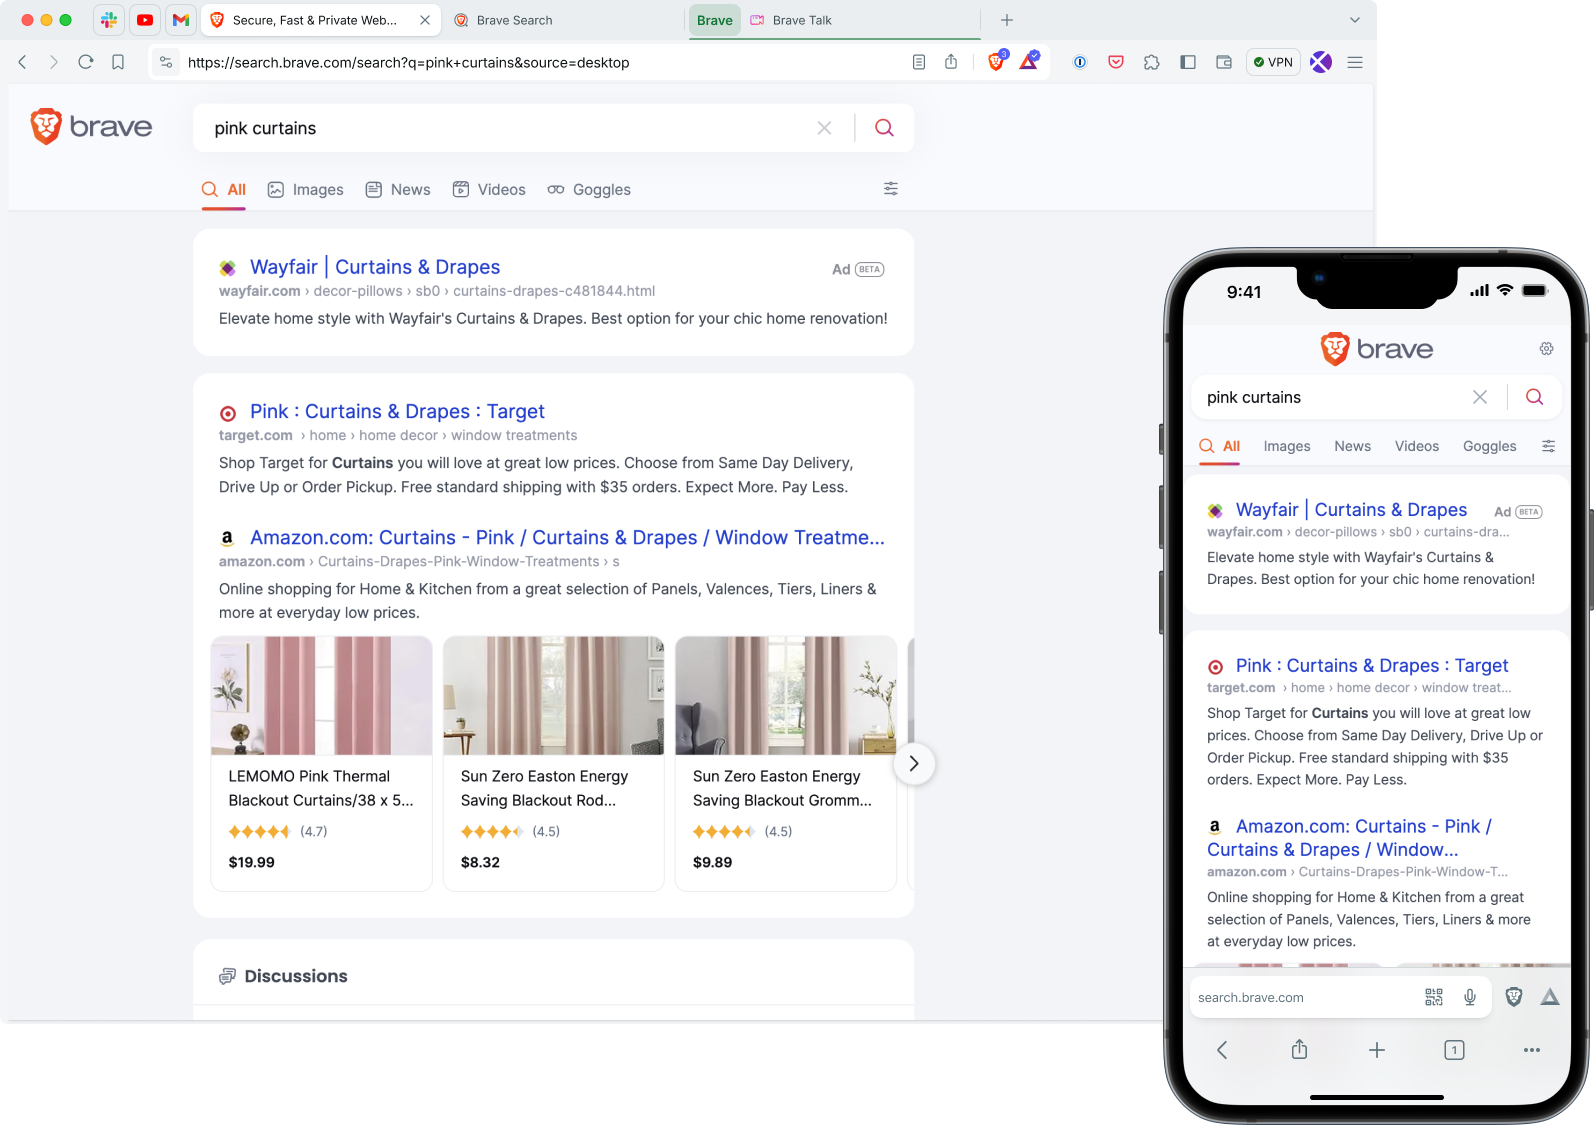 Secure, Fast & Private Web...
Brave Search
Brave
Brave Talk
https://search.brave.com/search?q=pink+curtains&source=desktop
3
VPN
brave
pink curtains
All
Images
News
Videos
Goggles
Wayfair | Curtains & Drapes
Ad BETA
wayfair.com › decor-pillows › sb0 › curtains-drapes-c481844.html
Elevate home style with Wayfair's Curtains & Drapes. Best option for your chic home renovation!
Pink : Curtains & Drapes : Target
target.com › home › home decor › window treatments
Shop Target for Curtains you will love at great low prices. Choose from Same Day Delivery,
Drive Up or Order Pickup. Free standard shipping with $35 orders. Expect More. Pay Less.
a
Amazon.com: Curtains - Pink / Curtains & Drapes / Window Treatme...
amazon.com › Curtains-Drapes-Pink-Window-Treatments › s
Online shopping for Home & Kitchen from a great selection of Panels, Valences, Tiers, Liners &
more at everyday low prices.
LEMOMO Pink Thermal
Blackout Curtains/38 x 5...
(4.7)
$19.99
Sun Zero Easton Energy
Saving Blackout Rod...
(4.5)
$8.32
Sun Zero Easton Energy
Saving Blackout Gromm...
(4.5)
$9.89
Discussions
9:41
brave
pink curtains
All
Images
News
Videos
Goggles
Wayfair | Curtains & Drapes
Ad BETA
wayfair.com › decor-pillows › sb0 › curtains-dra...
Elevate home style with Wayfair's Curtains &
Drapes. Best option for your chic home renovation!
Pink : Curtains & Drapes : Target
target.com › home › home decor › window treat...
Shop Target for Curtains you will love at great low
prices. Choose from Same Day Delivery, Drive Up or
Order Pickup. Free standard shipping with $35
orders. Expect More. Pay Less.
a
Amazon.com: Curtains - Pink /
Curtains & Drapes / Window...
amazon.com › Curtains-Drapes-Pink-Window-T...
Online shopping for Home & Kitchen from a great
selection of Panels, Valences, Tiers, Liners & more
at everyday low prices.
search.brave.com
1